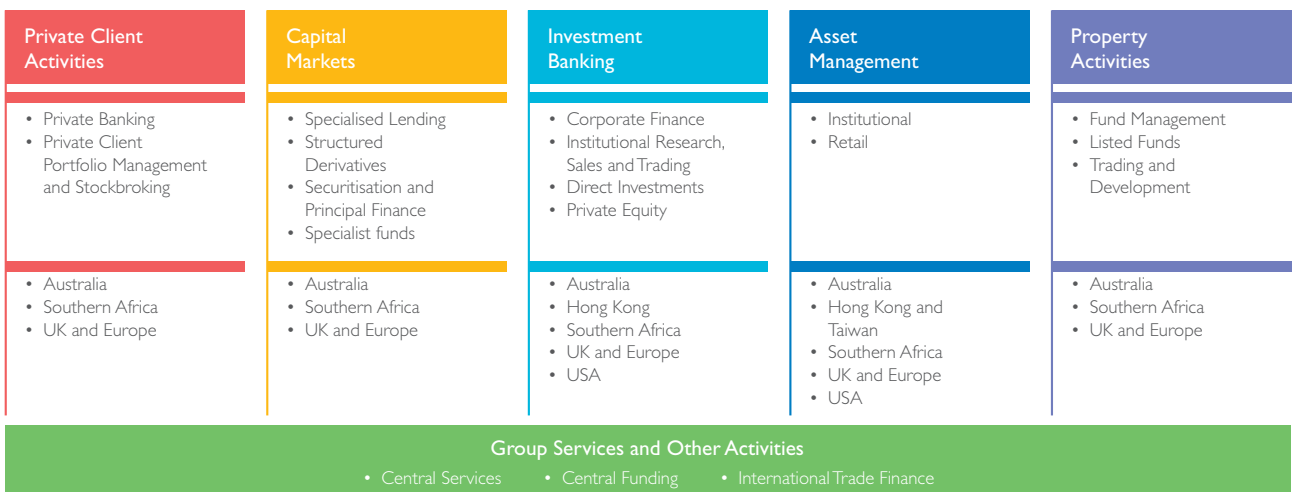 Private Client
Activities
• Private Banking
• Private Client
Portfolio Management
and Stockbroking
• Australia
• Southern Africa
• UK and Europe
Capital
Markets
• Specialised Lending
• Structured
Derivatives
• Securitisation and
Principal Finance
• Specialist funds
• Australia
• Southern Africa
• UK and Europe
Investment
Banking
• Corporate Finance
• Institutional Research,
Sales and Trading
• Direct Investments
• Private Equity
• Australia
• Hong Kong
• Southern Africa
• UK and Europe
• USA
Asset
Management
• Institutional
• Retail
• Australia
• Hong Kong and
Taiwan
• Southern Africa
• UK and Europe
• USA
Property
Activities
• Fund Management
• Listed Funds
• Trading and
Development
• Australia
• Southern Africa
• UK and Europe
Group Services and Other Activities
• Central Services • Central Funding • International Trade Finance